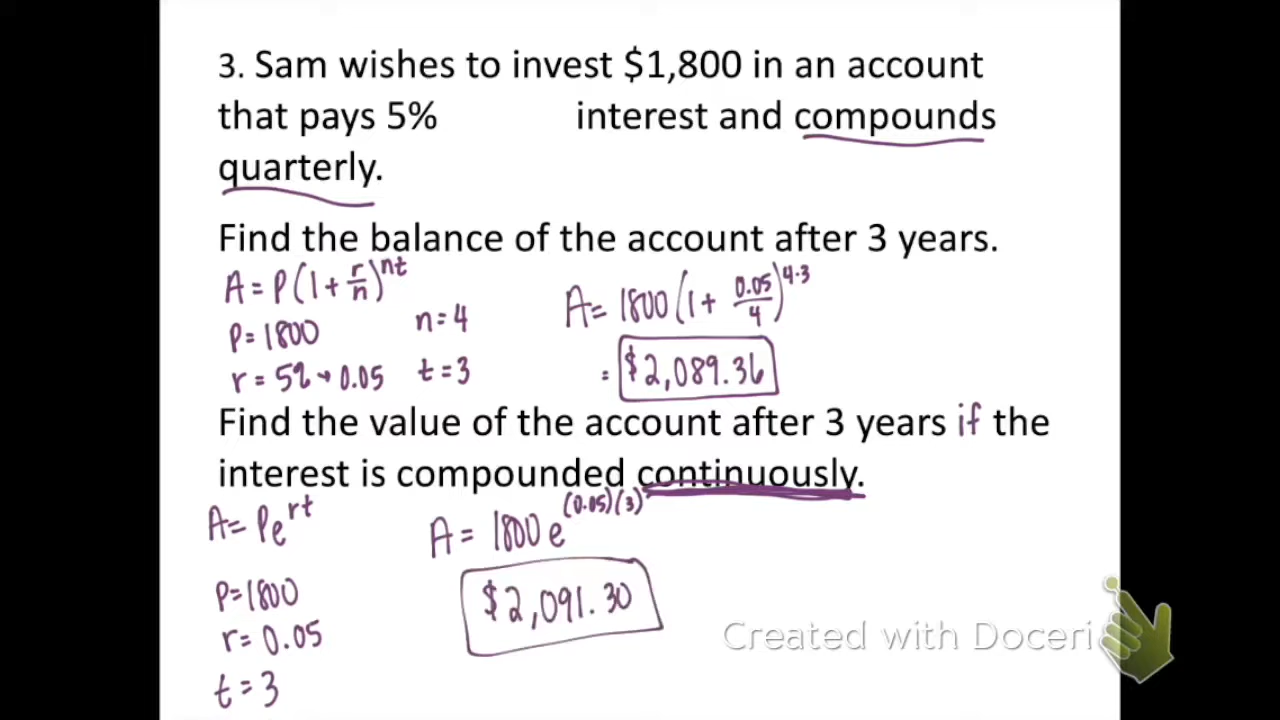 3. Sam wishes to invest $1,800 in an account
that pays 5% interest and compounds
quarterly.
Find the balance of the account after 3 years.
A = P(1 + r/n)^nt
P = 1800
n = 4
r = 5% → 0.05
t = 3
A = 1800(1 + 0.05/4)^4·3
= $2,089.36
Find the value of the account after 3 years if the
interest is compounded continuously.
A = Pe^rt
P = 1800
r = 0.05
t = 3
A = 1800e^(0.05)(3)
$2,091.30
Created with Doceri